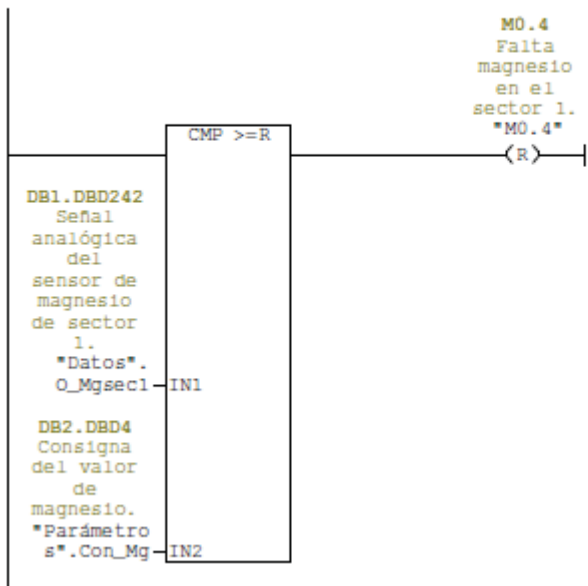 M0.4
Falta
magnesio
en el
sector 1.
"M0.4"
CMP >=R
(R)
DB1.DBD242
Señal
analógica
del
sensor de
magnesio
de sector
1.
"Datos".
O_Mgsec1
IN1
DB2.DBD4
Consigna
del valor
de
magnesio.
"Parámetro
s".Con_Mg
IN2